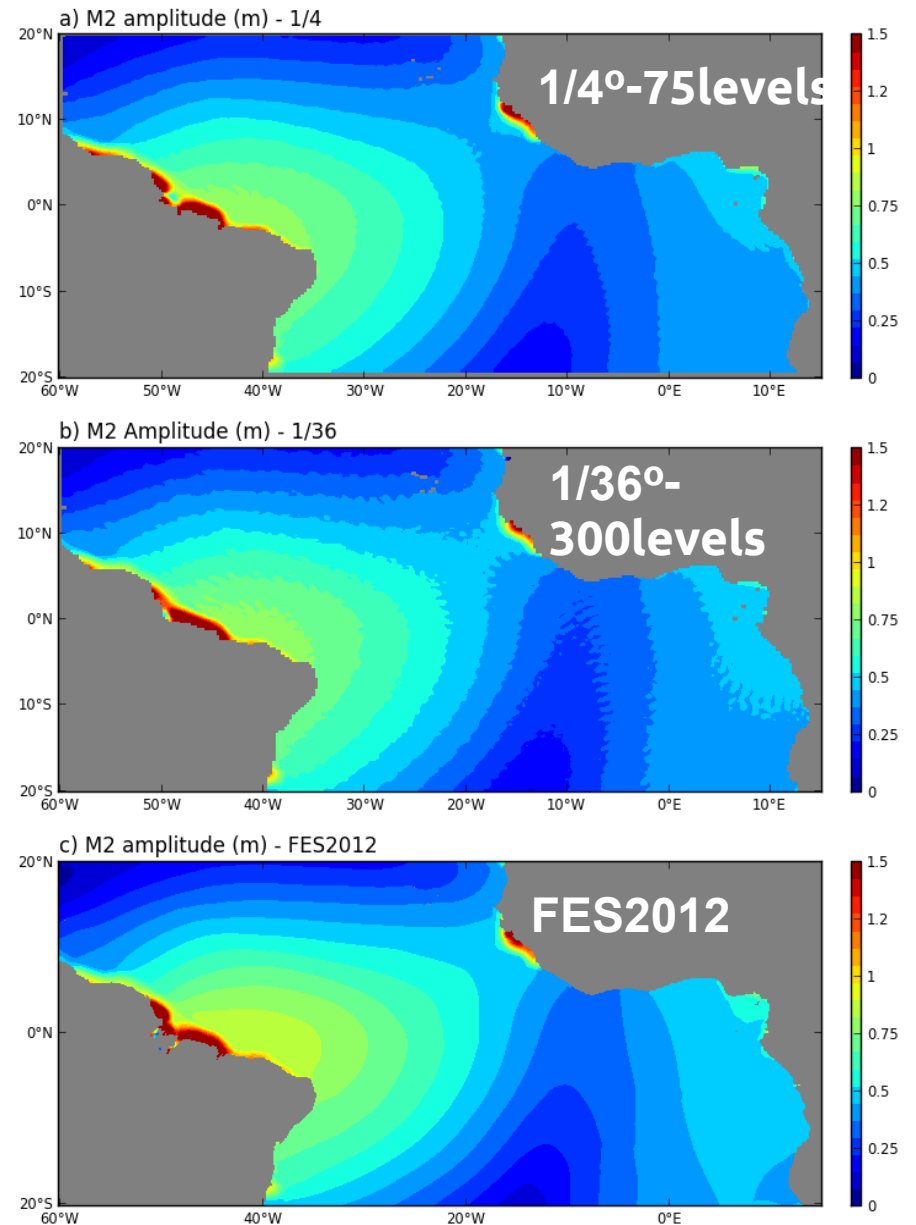 a) M2 amplitude (m) - 1/4
20°N
10°N
0°N
10°S
20°S
60°W 50°W 40°W 30°W 20°W 10°W 0°E 10°E
1/4º-75levels
1.5
1.2
1
0.75
0.5
0.25
0
b) M2 Amplitude (m) - 1/36
20°N
10°N
0°N
10°S
20°S
60°W 50°W 40°W 30°W 20°W 10°W 0°E 10°E
1/36º-
300levels
1.5
1.2
1
0.75
0.5
0.25
0
c) M2 amplitude (m) - FES2012
20°N
10°N
0°N
10°S
20°S
60°W 40°W 20°W 0°E
FES2012
1.5
1.2
1
0.75
0.5
0.25
0